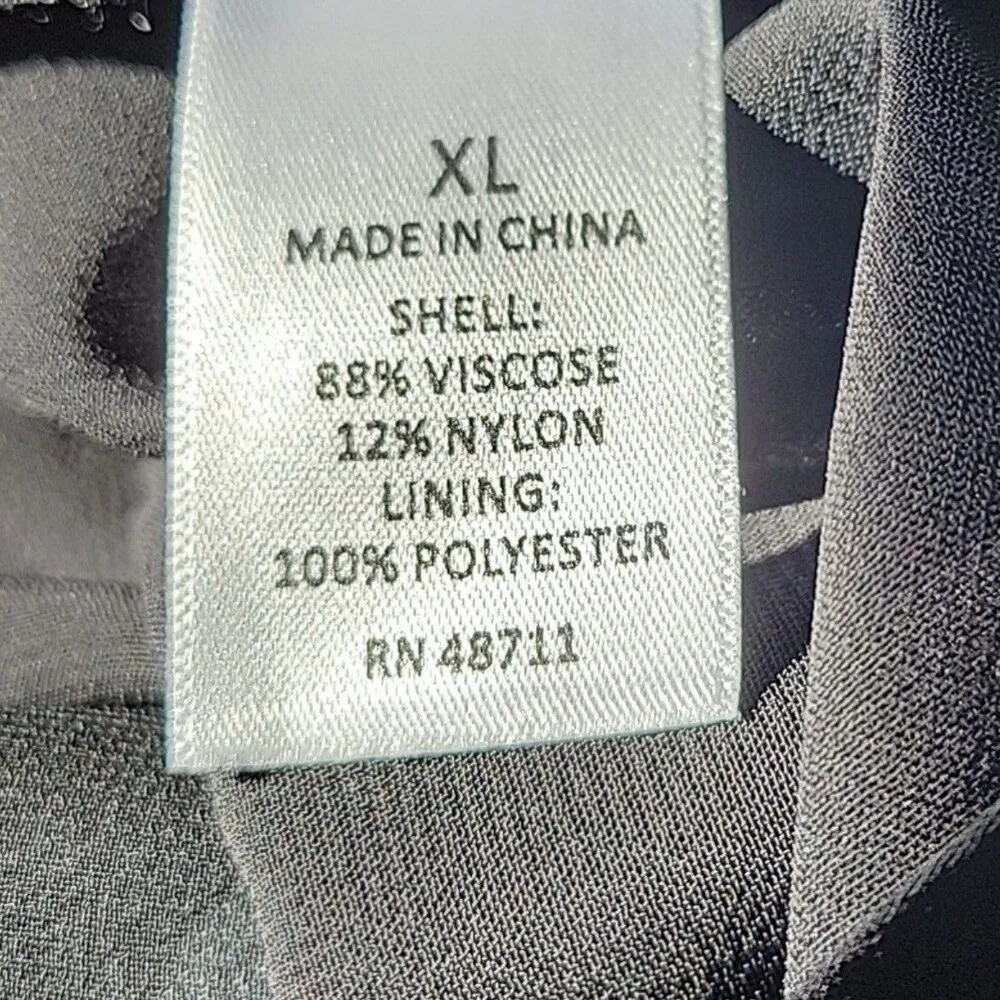 XL
MADE IN CHINA
SHELL:
88% VISCOSE
12% NYLON
LINING:
100% POLYESTER
RN 48711